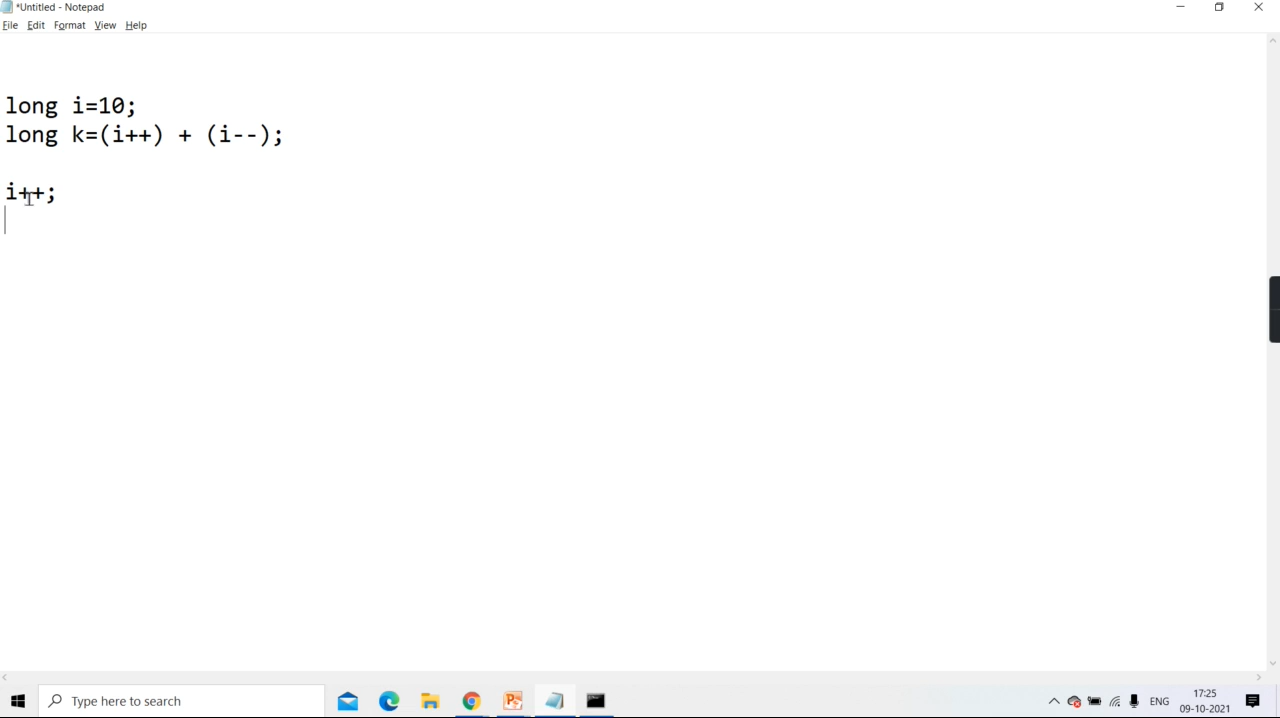 *Untitled - Notepad
File Edit Format View Help
long i=10;
long k=(i++) + (i--);
i++;
Type here to search
ENG
17:25
09-10-2021